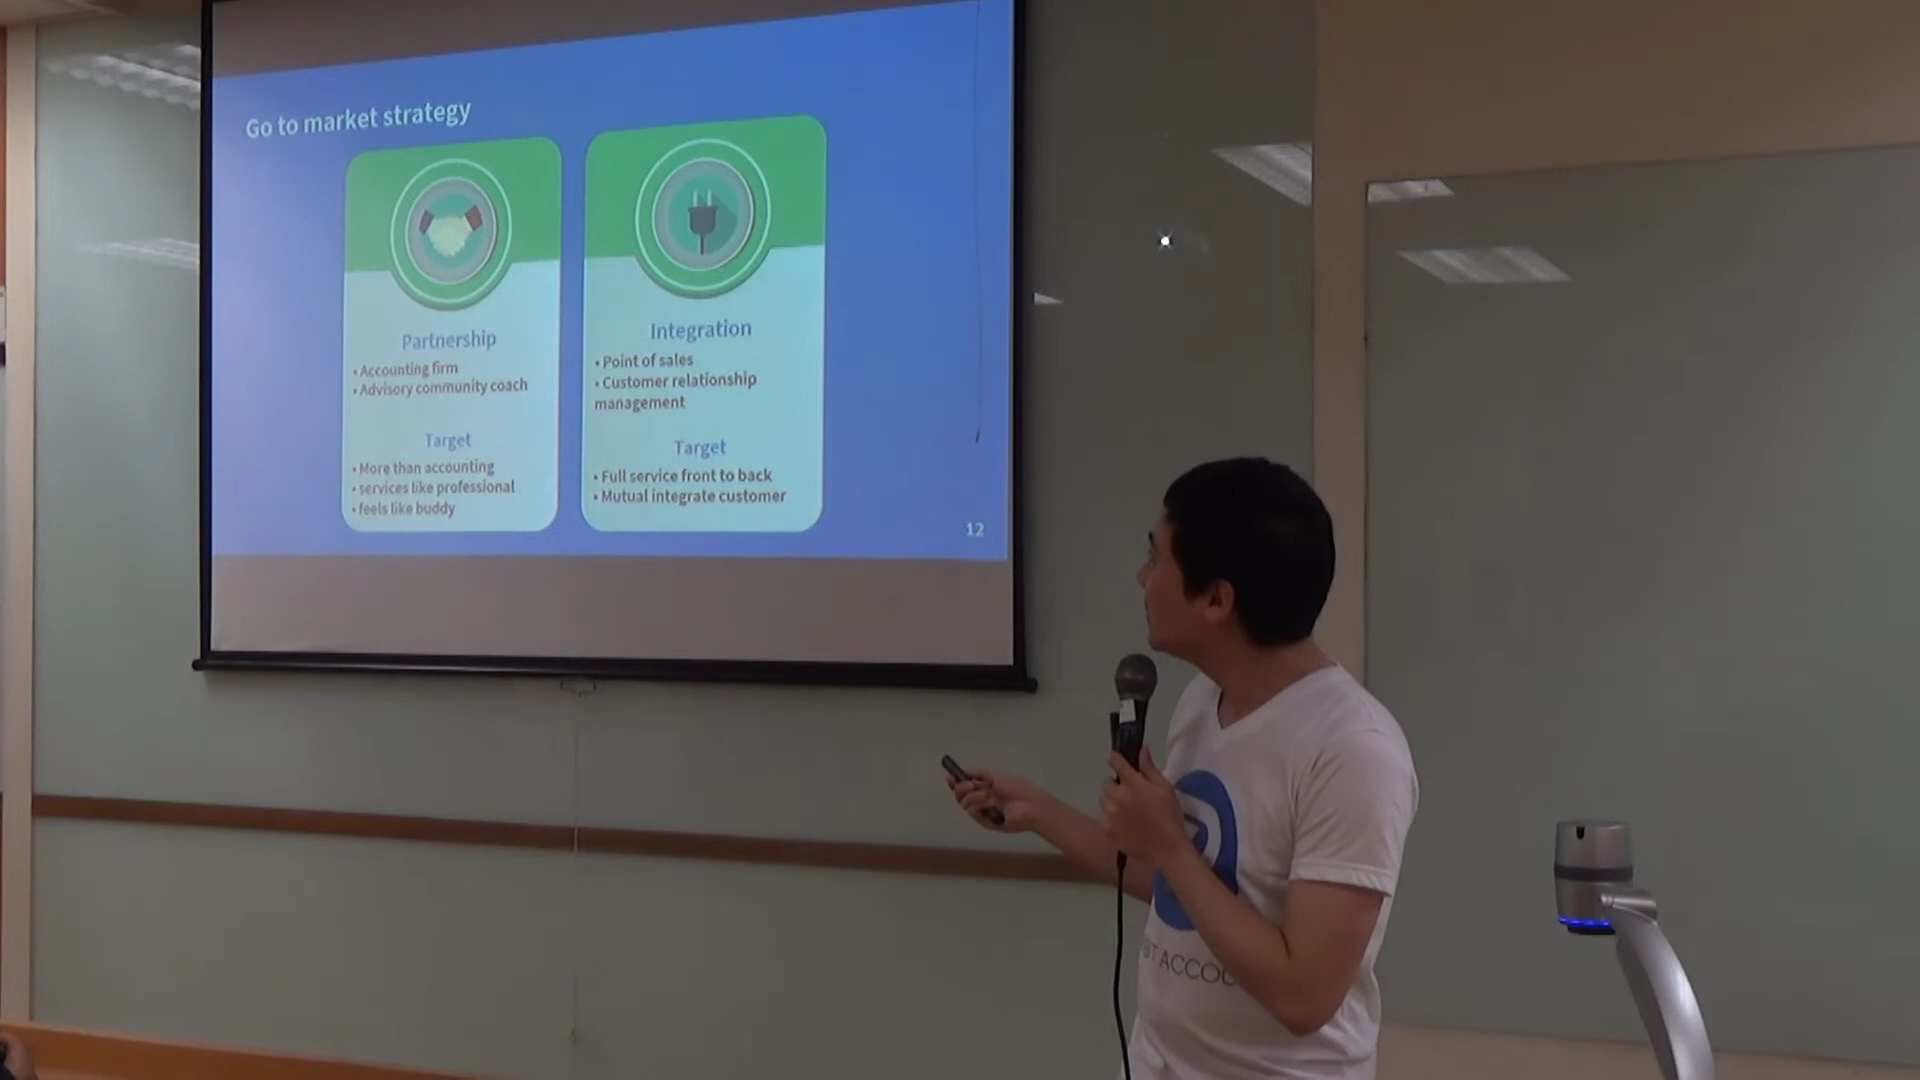 Go to market strategy
Partnership
• Accounting firm
• Advisory community coach
Target
• More than accounting
• services like professional
• feels like buddy
Integration
• Point of sales
• Customer relationship
management
Target
• Full service front to back
• Mutual integrate customer
12